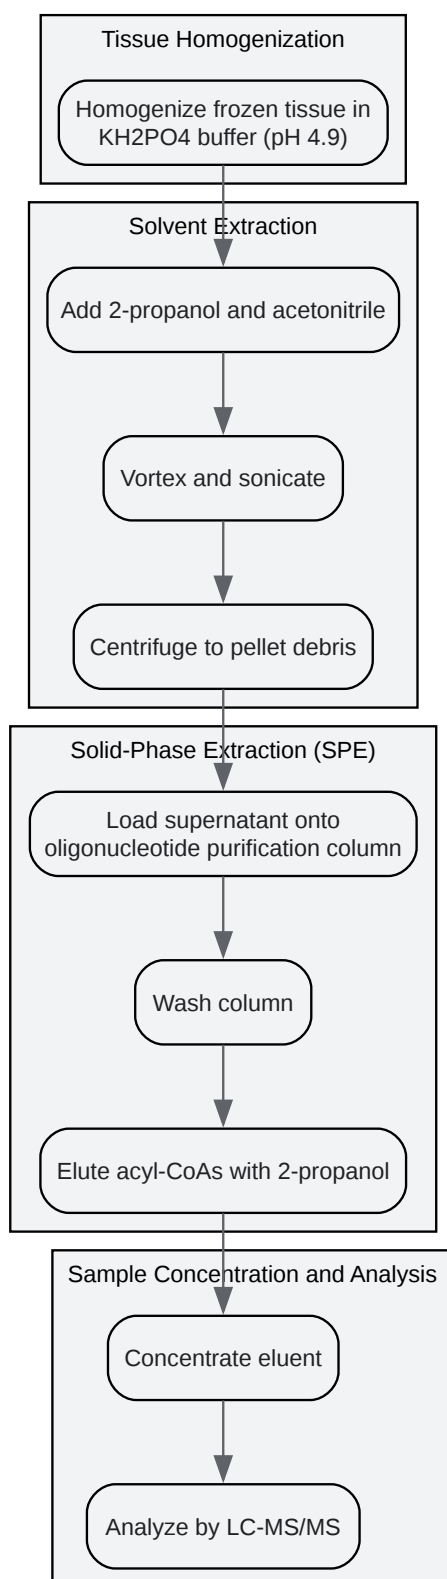 Tissue Homogenization
Homogenize frozen tissue in
KH2PO4 buffer (pH 4.9)
Solvent Extraction
Add 2-propanol and acetonitrile
Vortex and sonicate
Centrifuge to pellet debris
Solid-Phase Extraction (SPE)
Load supernatant onto
oligonucleotide purification column
Wash column
Elute acyl-CoAs with 2-propanol
Sample Concentration and Analysis
Concentrate eluent
Analyze by LC-MS/MS